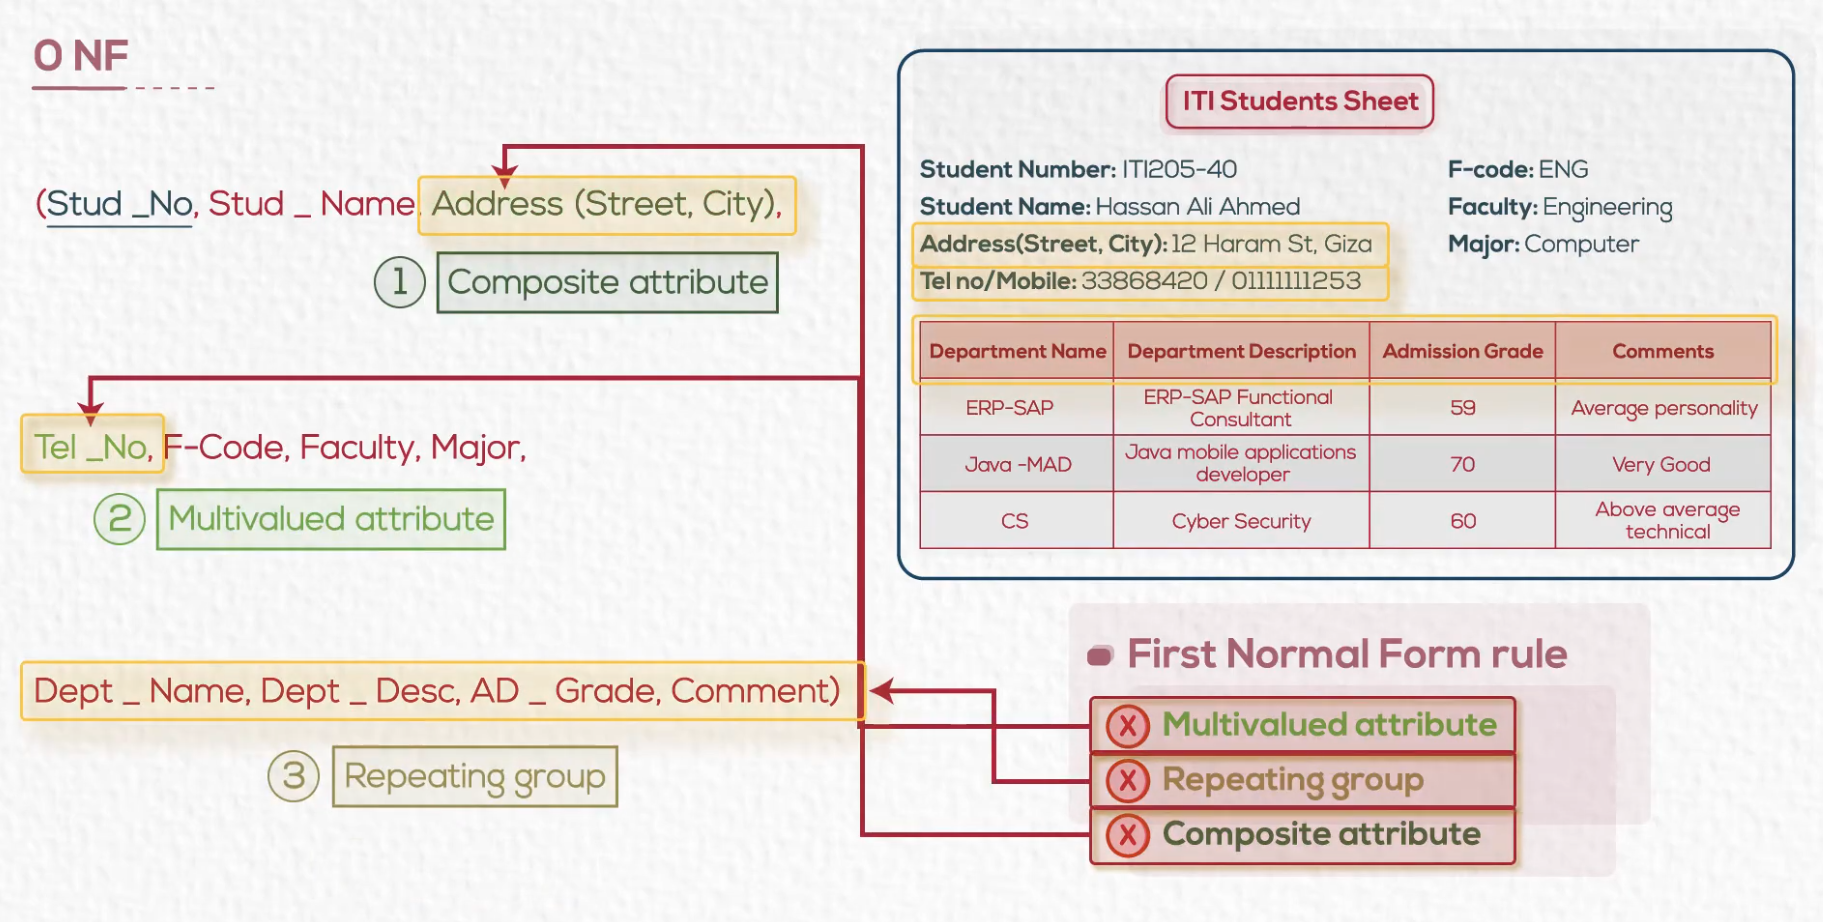 0 NF
(Stud _No, Stud _ Name, Address (Street, City),
1 Composite attribute
Tel _No, F-Code, Faculty, Major,
2 Multivalued attribute
Dept _ Name, Dept _ Desc, AD _ Grade, Comment)
3 Repeating group
ITI Students Sheet
Student Number: ITI205-40
F-code: ENG
Student Name: Hassan Ali Ahmed
Faculty: Engineering
Address(Street, City): 12 Haram St, Giza
Major: Computer
Tel no/Mobile: 33868420 / 01111111253
Department Name Department Description Admission Grade Comments
ERP-SAP ERP-SAP Functional Consultant 59 Average personality
Java -MAD Java mobile applications developer 70 Very Good
CS Cyber Security 60 Above average technical
First Normal Form rule
X Multivalued attribute
X Repeating group
X Composite attribute